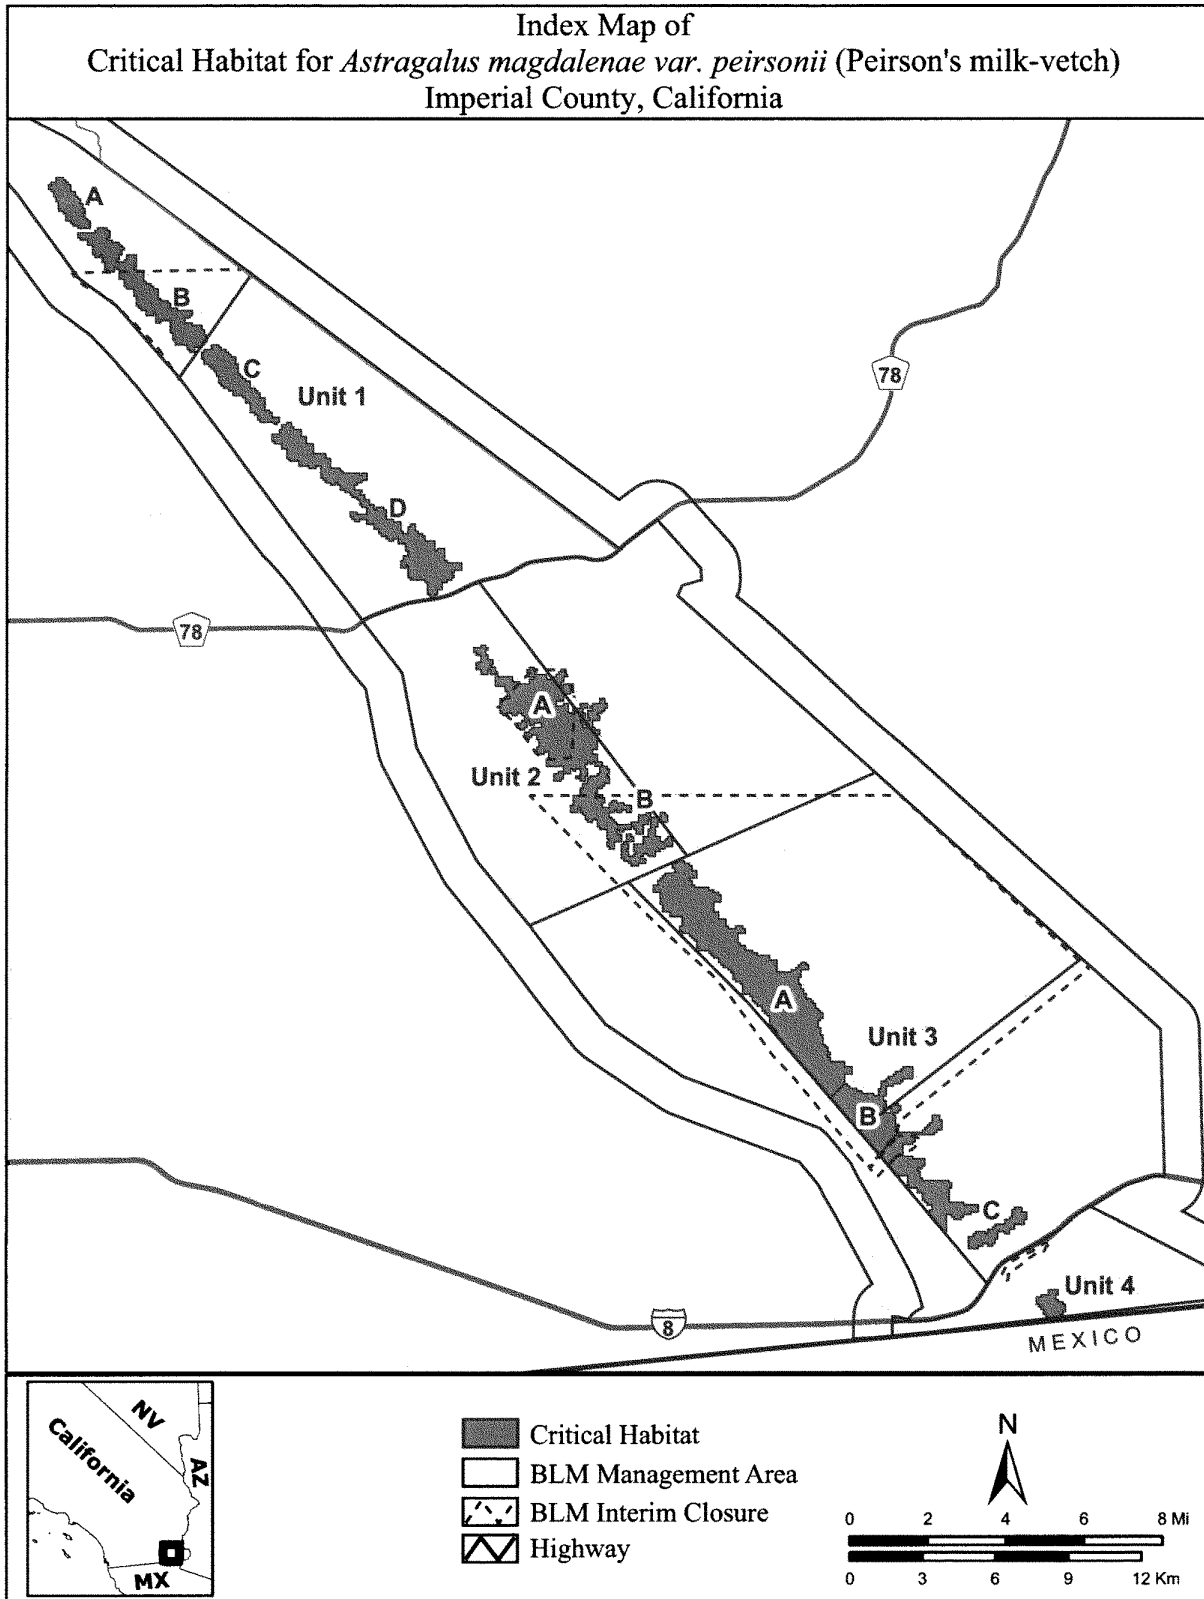 Index Map of
Critical Habitat for Astragalus magdalenae var. peirsonii (Peirson's milk-vetch)
Imperial County, California
A
B
C
Unit 1
78
D
78
A
Unit 2
B
A
Unit 3
B
C
Unit 4
8
MEXICO
NV
California
AZ
MX
Critical Habitat
BLM Management Area
BLM Interim Closure
Highway
N
0 2 4 6 8 Mi
0 3 6 9 12 Km